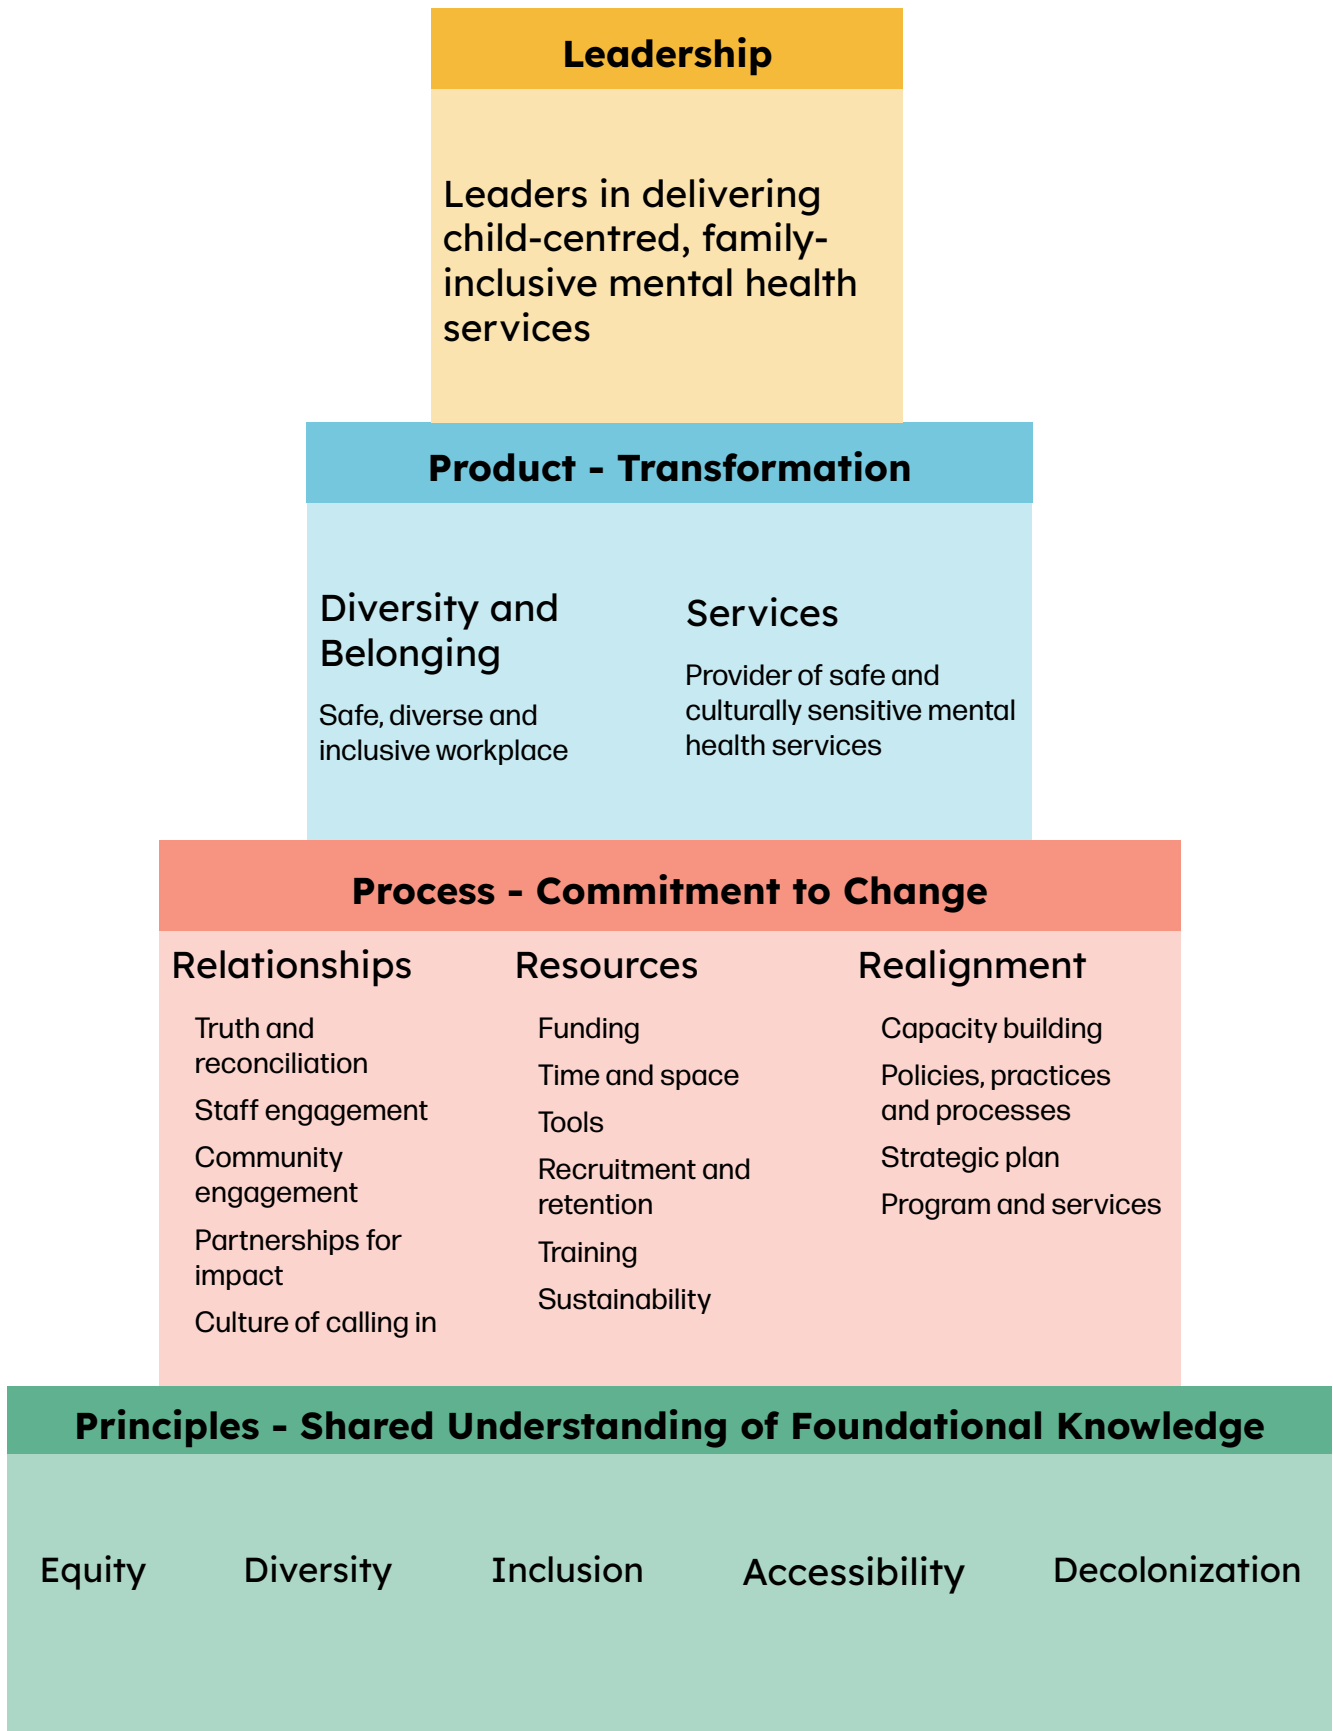 Leadership
Leaders in delivering
child-centred, family-
inclusive mental health
services
Product - Transformation
Diversity and
Belonging
Safe, diverse and
inclusive workplace
Services
Provider of safe and
culturally sensitive mental
health services
Process - Commitment to Change
Relationships
Truth and
reconciliation
Staff engagement
Community
engagement
Partnerships for
impact
Culture of calling in
Resources
Funding
Time and space
Tools
Recruitment and
retention
Training
Sustainability
Realignment
Capacity building
Policies, practices
and processes
Strategic plan
Program and services
Principles - Shared Understanding of Foundational Knowledge
Equity
Diversity
Inclusion
Accessibility
Decolonization